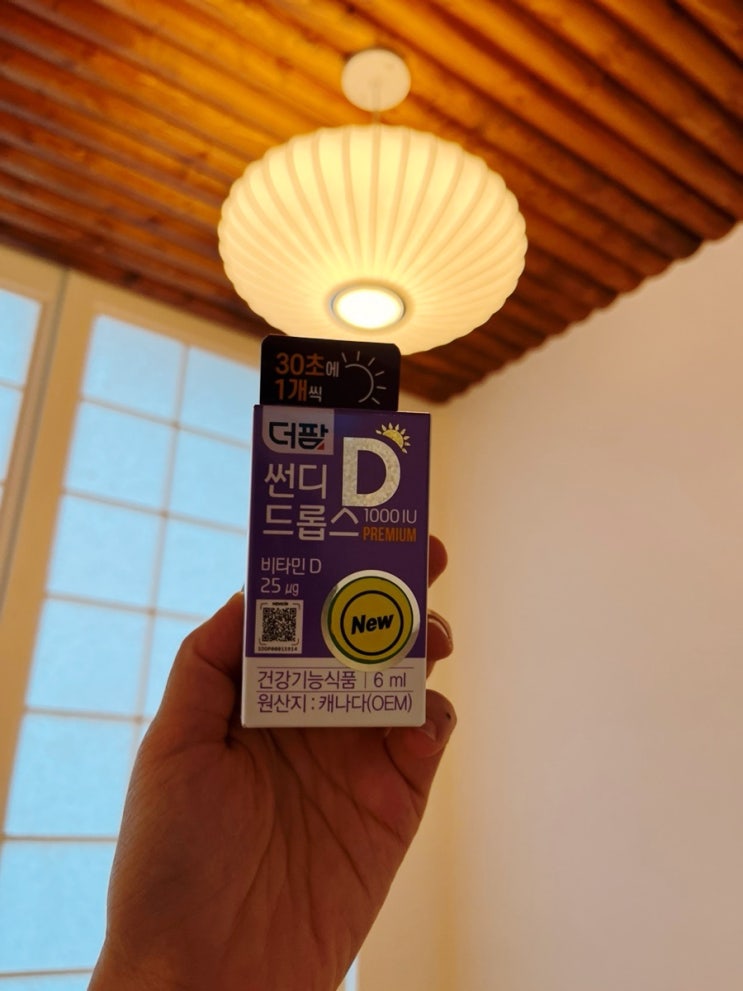 30초에
1개씩
더팜
썬디 D
드롭스 1000 IU
PREMIUM
비타민 D
25 μg
New
건강기능식품 | 6 ml
원산지 : 캐나다(OEM)